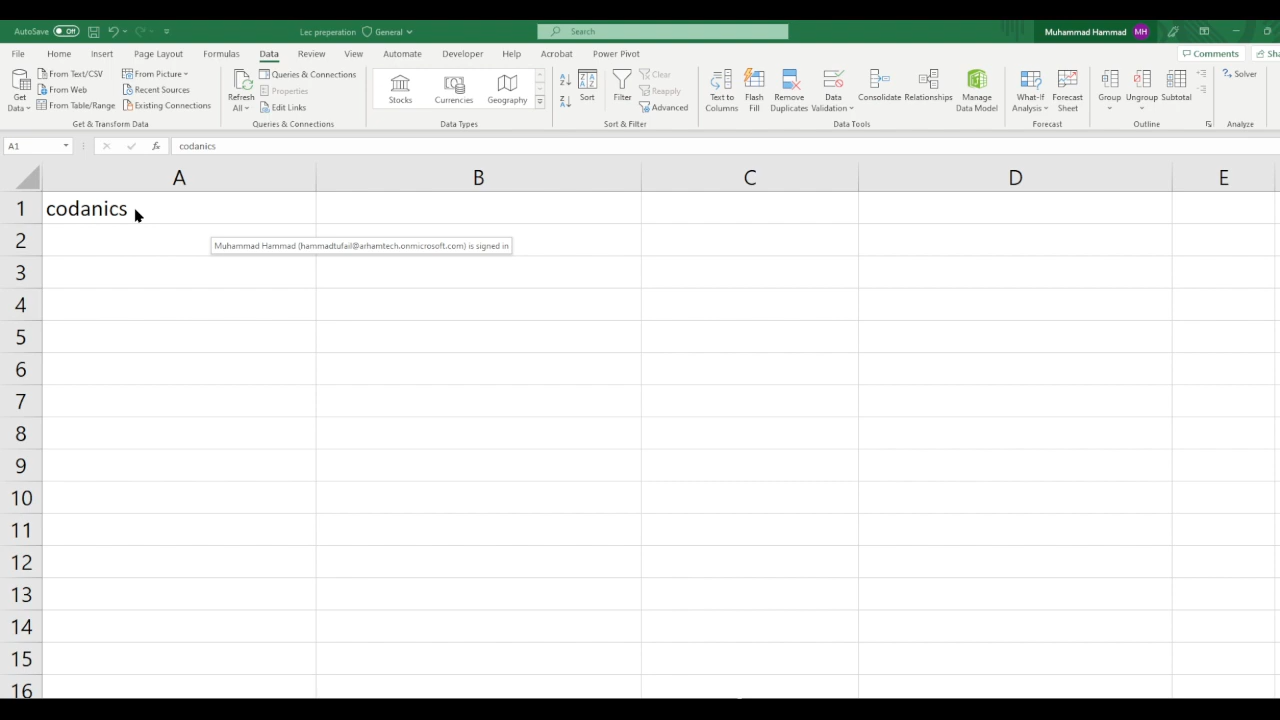 AutoSave Off Lec preperation General Search Muhammad Hammad MH
File Home Insert Page Layout Formulas Data Review View Automate Developer Help Acrobat Power Pivot Comments
Get Data
From Text/CSV
From Web
From Table/Range
From Picture
Recent Sources
Existing Connections
Get & Transform Data
Refresh All
Queries & Connections
Properties
Edit Links
Queries & Connections
Stocks Currencies Geography
Data Types
Sort
Filter
Clear
Reapply
Advanced
Sort & Filter
Text to Columns
Flash Fill
Remove Duplicates
Data Validation
Consolidate
Relationships
Manage Data Model
Data Tools
What-If Analysis
Forecast Sheet
Forecast
Group
Ungroup
Subtotal
Outline
Solver
Analyze
A1 fx codanics
A B C D E
1 codanics
2
Muhammad Hammad (hammadtufail@arhamtech.onmicrosoft.com) is signed in
3
4
5
6
7
8
9
10
11
12
13
14
15
16